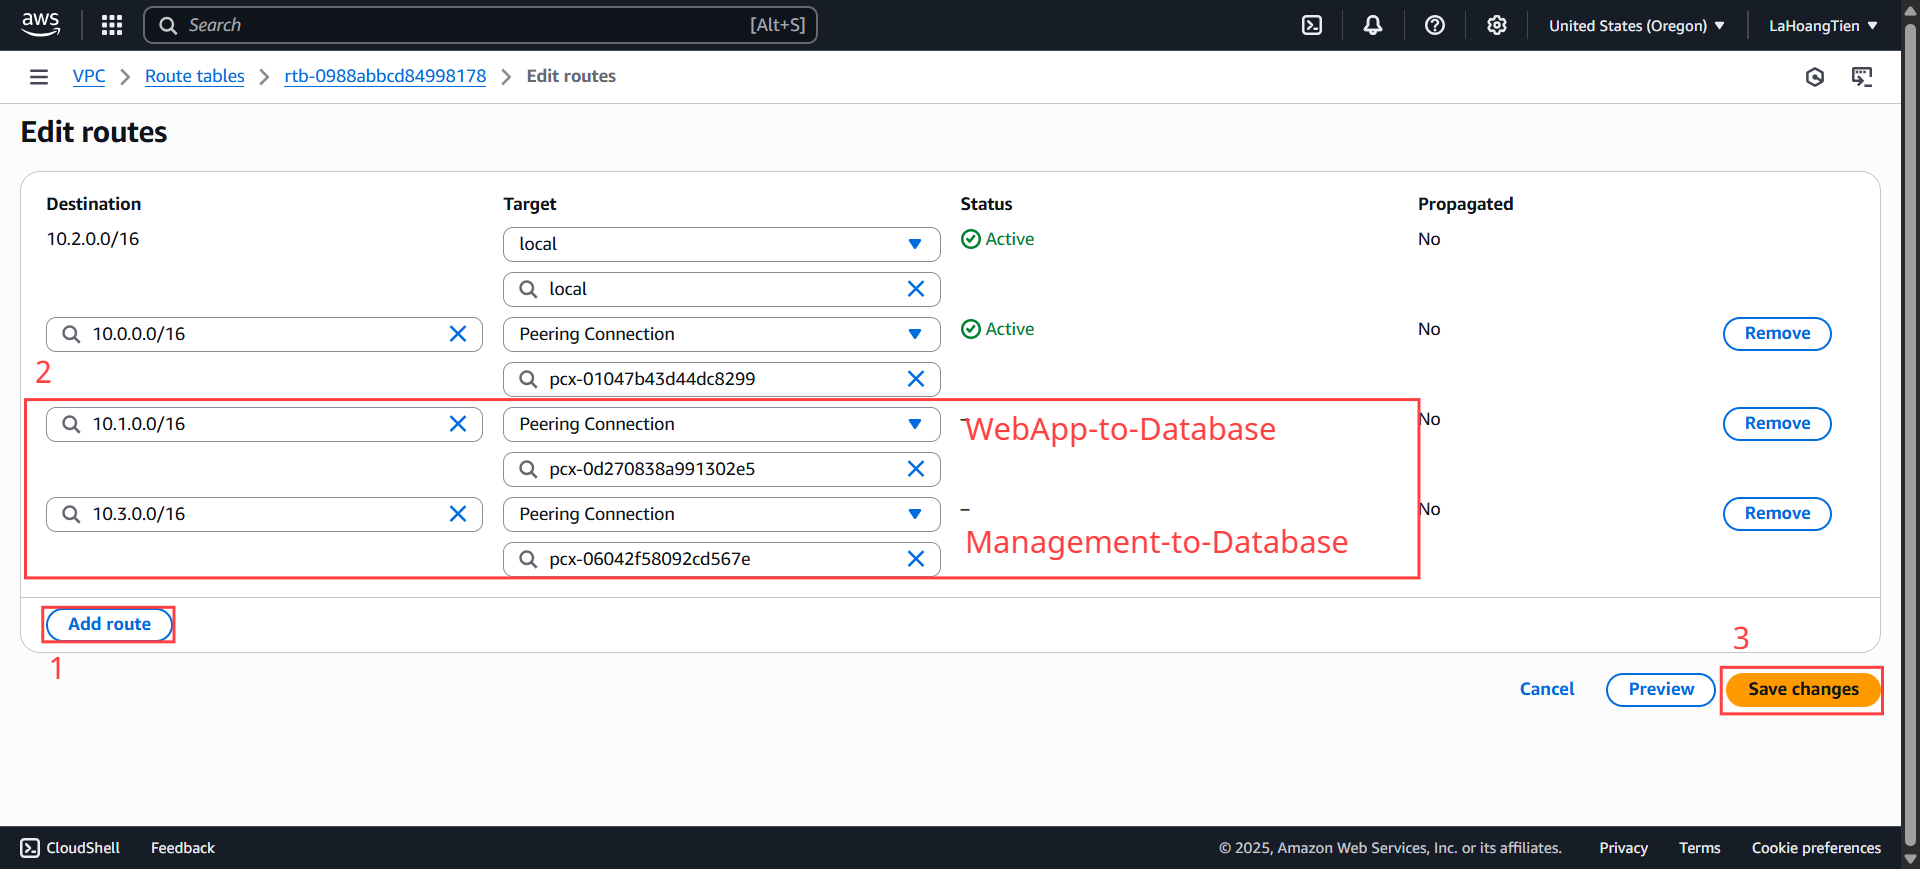 aws
Search [Alt+S]
United States (Oregon)
LaHoangTien
VPC
Route tables
rtb-0988abbcd84998178
Edit routes
Edit routes
Destination Target Status Propagated
10.2.0.0/16 local Active No
local
10.0.0.0/16 Peering Connection Active No Remove
2
pcx-01047b43d44dc8299
10.1.0.0/16 Peering Connection – WebApp-to-Database No Remove
pcx-0d270838a991302e5
10.3.0.0/16 Peering Connection – No Remove
Management-to-Database
pcx-06042f58092cd567e
Add route
1
3
Cancel Preview Save changes
CloudShell Feedback © 2025, Amazon Web Services, Inc. or its affiliates. Privacy Terms Cookie preferences